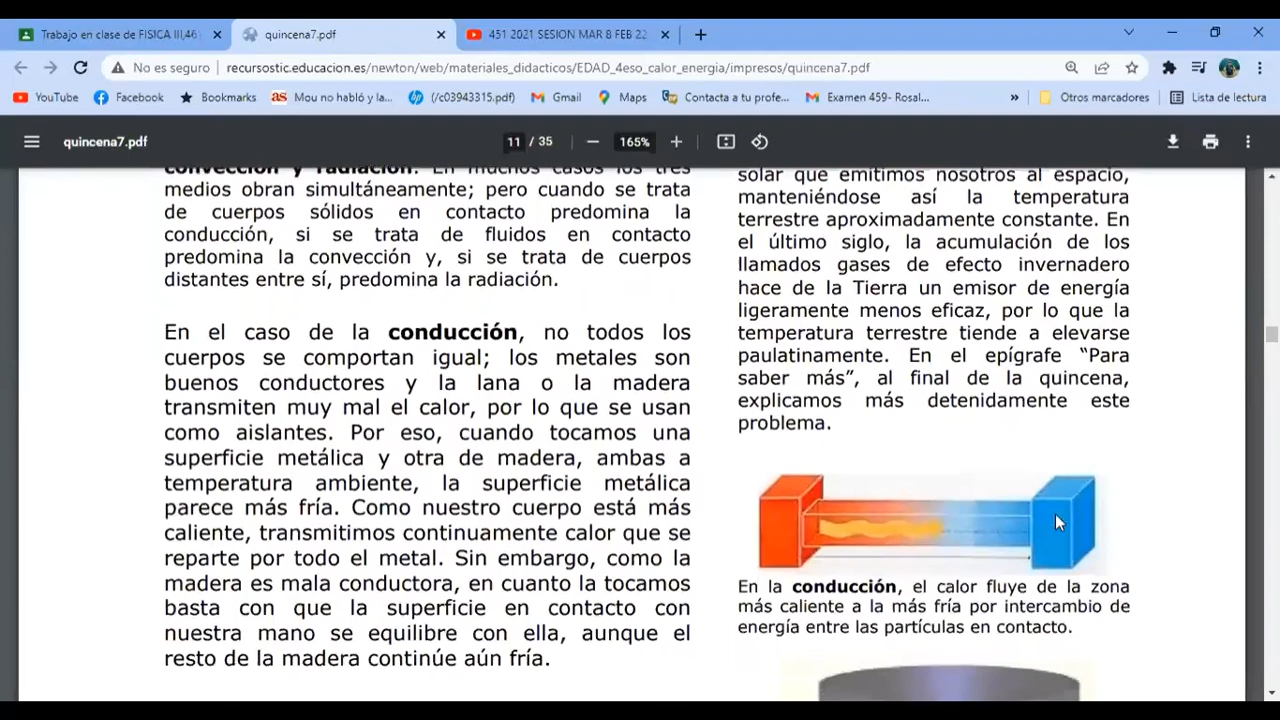 Trabajo en clase de FISICA III,46
quincena7.pdf
451 2021 SESION MAR 8 FEB 22
No es seguro
recursostic.educacion.es/newton/web/materiales_didacticos/EDAD_4eso_calor_energia/impresos/quincena7.pdf
YouTube
Facebook
Bookmarks
as Mou no habló y la...
hp (/c03943315.pdf)
Gmail
Maps
Contacta a tu profe...
Examen 459- Rosal...
»
Otros marcadores
Lista de lectura
quincena7.pdf
11 / 35
165%
convección y radiación. En muchos casos los tres
medios obran simultáneamente; pero cuando se trata
de cuerpos sólidos en contacto predomina la
conducción, si se trata de fluidos en contacto
predomina la convección y, si se trata de cuerpos
distantes entre sí, predomina la radiación.
En el caso de la conducción, no todos los
cuerpos se comportan igual; los metales son
buenos conductores y la lana o la madera
transmiten muy mal el calor, por lo que se usan
como aislantes. Por eso, cuando tocamos una
superficie metálica y otra de madera, ambas a
temperatura ambiente, la superficie metálica
parece más fría. Como nuestro cuerpo está más
caliente, transmitimos continuamente calor que se
reparte por todo el metal. Sin embargo, como la
madera es mala conductora, en cuanto la tocamos
basta con que la superficie en contacto con
nuestra mano se equilibre con ella, aunque el
resto de la madera continúe aún fría.
solar que emitimos nosotros al espacio,
manteniéndose así la temperatura
terrestre aproximadamente constante. En
el último siglo, la acumulación de los
llamados gases de efecto invernadero
hace de la Tierra un emisor de energía
ligeramente menos eficaz, por lo que la
temperatura terrestre tiende a elevarse
paulatinamente. En el epígrafe “Para
saber más”, al final de la quincena,
explicamos más detenidamente este
problema.
En la conducción, el calor fluye de la zona
más caliente a la más fría por intercambio de
energía entre las partículas en contacto.